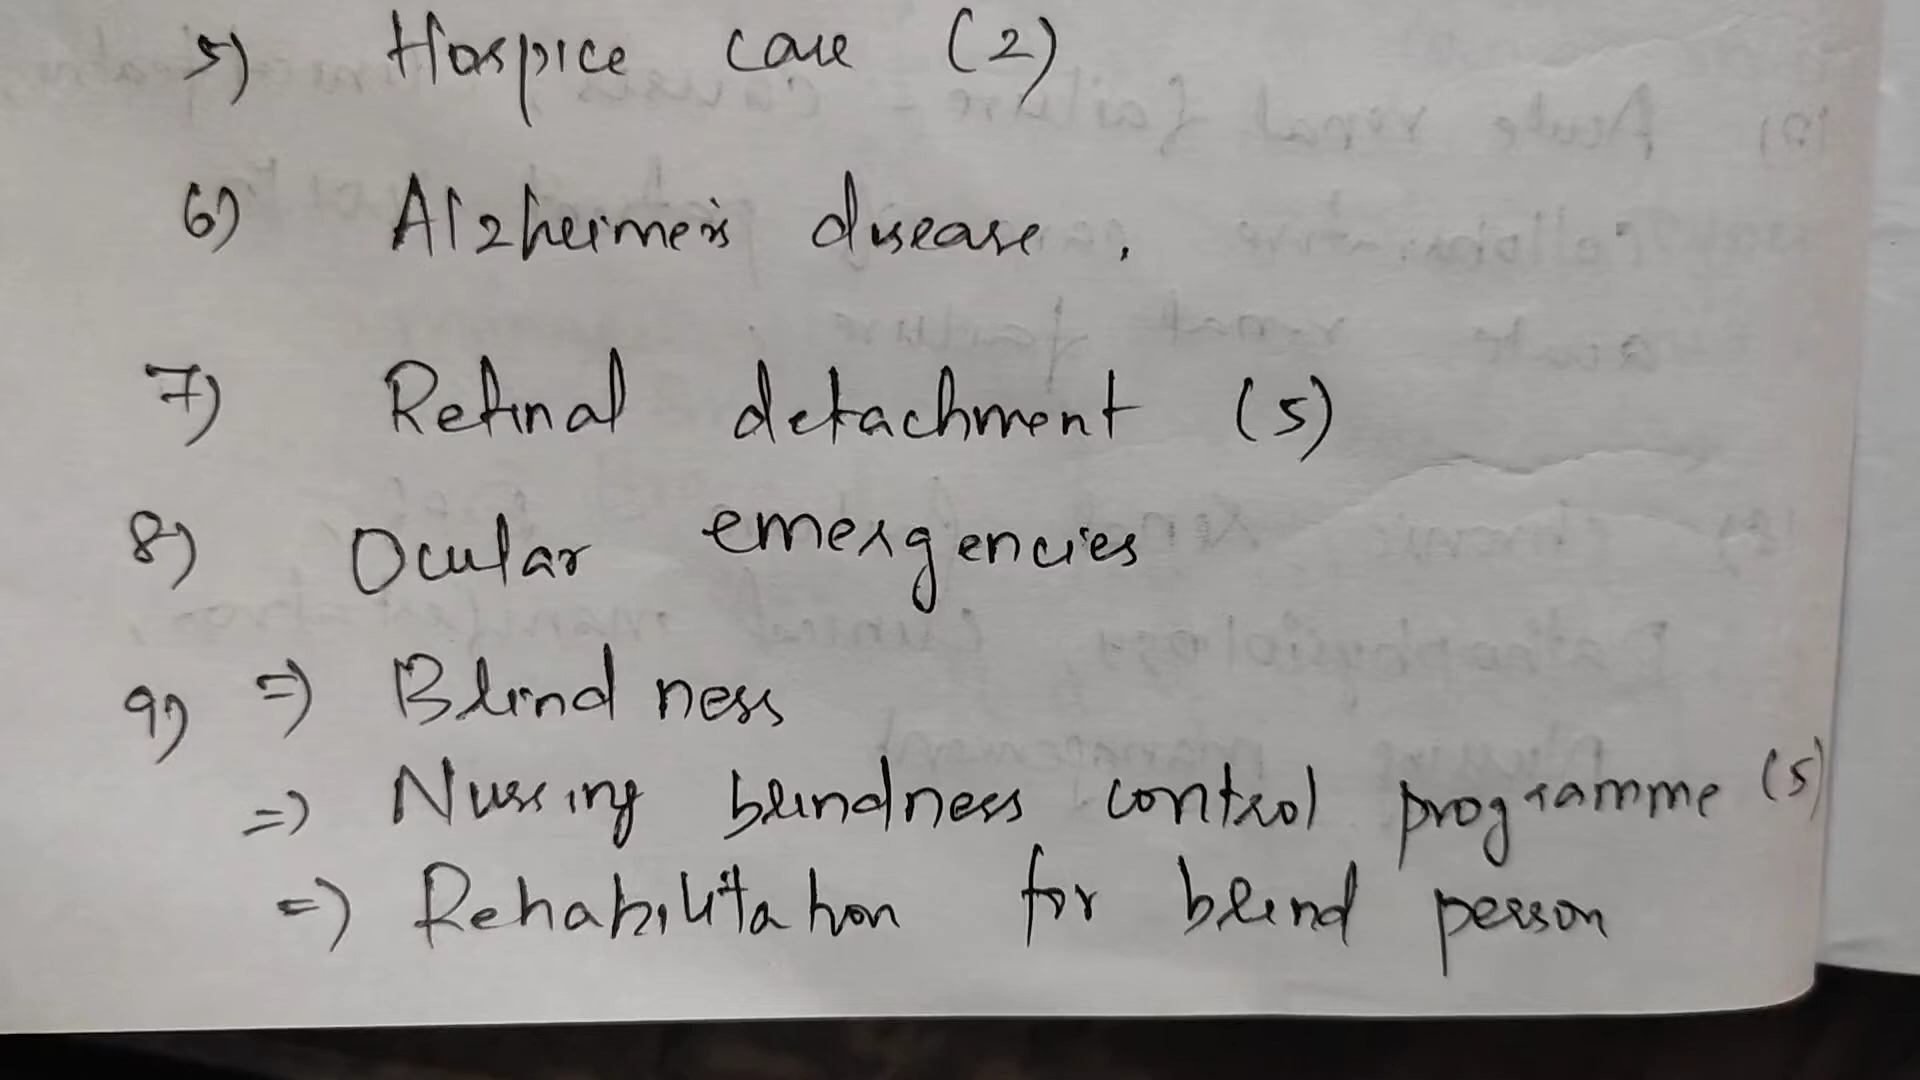 5) Hospice care (2)
6) Alzheimer's disease.
7) Retinal detachment (5)
8) Ocular emergencies
9) => Blindness
=> Nursing blindness control programme (5)
=> Rehabilitation for blind person